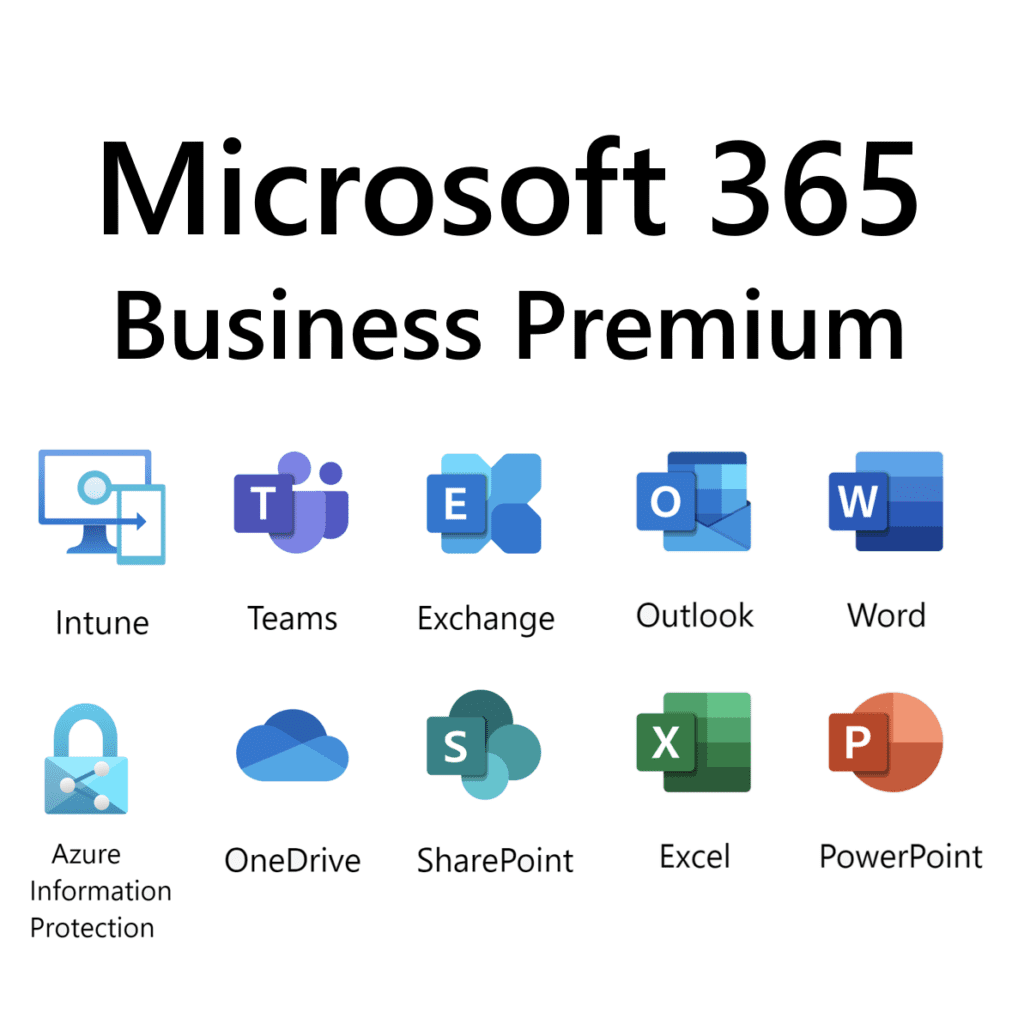 Microsoft 365
Business Premium
T
E
O
W
Intune
Teams
Exchange
Outlook
Word
S
X
P
Azure
Information
Protection
OneDrive
SharePoint
Excel
PowerPoint